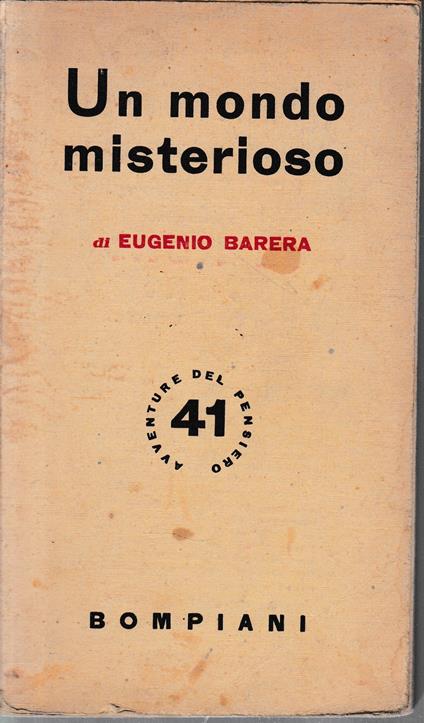 Un mondo
misterioso
di EUGENIO BARERA
AVVENTURE DEL PENSIERO
41
BOMPIANI